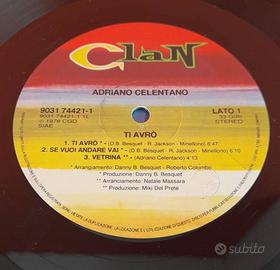 Clan
ADRIANO CELENTANO
9031 74421-1
9031 74421-1 1L
℗ 1978 CGD
SIAE
LATO 1
33 GIRI
STEREO
TI AVRÒ
1. TI AVRÒ * - (D.B. Besquet - R. Jackson - Minellono) 6'47
2. SE VUOI ANDARE VAI * - (D.B. Besquet - R. Jackson - Minellono) 6'10
3. VETRINA ** - (Adriano Celentano) 4'13
* Arrangiamento: Danny B. Besquet - Roberto Colombo
* Produzione: Danny B. Besquet
** Arranciamento: Natale Massara
** Produzione: Miki Del Prete
subito